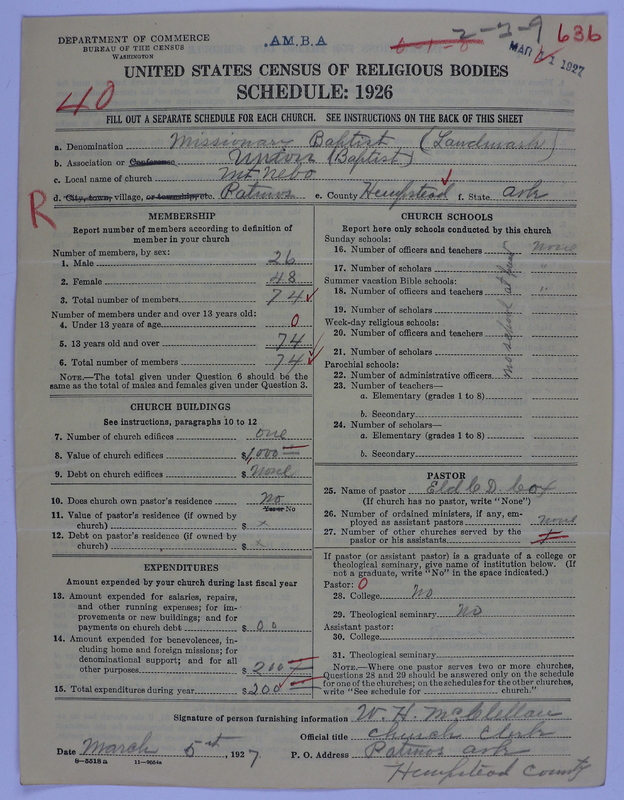 DEPARTMENT OF COMMERCE
BUREAU OF THE CENSUS
WASHINGTON
A.M.B.A
2-7-9
636
MAR 11 1927
UNITED STATES CENSUS OF RELIGIOUS BODIES
SCHEDULE: 1926
40
FILL OUT A SEPARATE SCHEDULE FOR EACH CHURCH. SEE INSTRUCTIONS ON THE BACK OF THIS SHEET
a. Denomination Missionary Baptist (Landmark)
b. Association or Conference Union (Baptist)
c. Local name of church Mt Nebo
d. City, town, village, or township, etc. Patmos e. County Hempstead f. State Ark
R
MEMBERSHIP
Report number of members according to definition of member in your church
Number of members, by sex:
1. Male 26
2. Female 48
3. Total number of members 74
Number of members under and over 13 years old:
4. Under 13 years of age 0
5. 13 years old and over 74
6. Total number of members 74
NOTE.—The total given under Question 6 should be the same as the total of males and females given under Question 3.
CHURCH BUILDINGS
See instructions, paragraphs 10 to 12
7. Number of church edifices one
8. Value of church edifices $1,000
9. Debt on church edifices $ None
10. Does church own pastor's residence No
Yes or No
11. Value of pastor's residence (if owned by church) $ x
12. Debt on pastor's residence (if owned by church) $ x
EXPENDITURES
Amount expended by your church during last fiscal year
13. Amount expended for salaries, repairs, and other running expenses; for improvements or new buildings; and for payments on church debt $ 00
14. Amount expended for benevolences, including home and foreign missions; for denominational support; and for all other purposes $ 200
15. Total expenditures during year $ 200
CHURCH SCHOOLS
Report here only schools conducted by this church
Sunday schools:
16. Number of officers and teachers None
17. Number of scholars "
Summer vacation Bible schools:
18. Number of officers and teachers "
19. Number of scholars
Week-day religious schools:
20. Number of officers and teachers
21. Number of scholars
Parochial schools:
22. Number of administrative officers
23. Number of teachers—
a. Elementary (grades 1 to 8)
b. Secondary
24. Number of scholars—
a. Elementary (grades 1 to 8)
b. Secondary
no school at
PASTOR
25. Name of pastor Eld C D. Cox
(If church has no pastor, write "None")
26. Number of ordained ministers, if any, employed as assistant pastors none
27. Number of other churches served by the pastor or his assistants
If pastor (or assistant pastor) is a graduate of a college or theological seminary, give name of institution below. (If not a graduate, write "No" in the space indicated.)
Pastor: 0
28. College No
29. Theological seminary No
Assistant pastor:
30. College
31. Theological seminary
NOTE.—Where one pastor serves two or more churches, Questions 28 and 29 should be answered only on the schedule for one of the churches; on the schedules for the other churches, write "See schedule for church."
Signature of person furnishing information W. H. McClellan
Official title Church Clerk
Date March 5th, 1927 P. O. Address Patmos Ark
Hempstead County
8—5518a 11—9054a